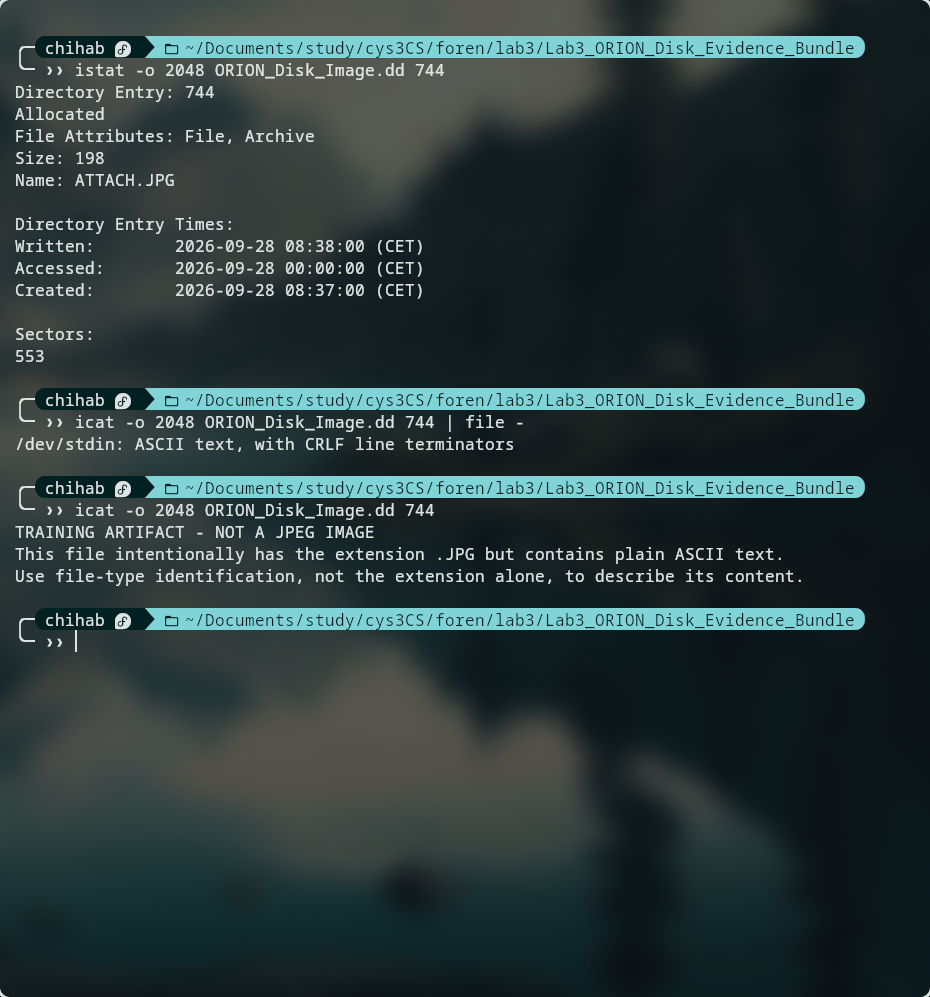 chihab ~/Documents/study/cys3CS/foren/lab3/Lab3_ORION_Disk_Evidence_Bundle
›› istat -o 2048 ORION_Disk_Image.dd 744
Directory Entry: 744
Allocated
File Attributes: File, Archive
Size: 198
Name: ATTACH.JPG
Directory Entry Times:
Written:        2026-09-28 08:38:00 (CET)
Accessed:       2026-09-28 00:00:00 (CET)
Created:        2026-09-28 08:37:00 (CET)
Sectors:
553
chihab ~/Documents/study/cys3CS/foren/lab3/Lab3_ORION_Disk_Evidence_Bundle
›› icat -o 2048 ORION_Disk_Image.dd 744 | file -
/dev/stdin: ASCII text, with CRLF line terminators
chihab ~/Documents/study/cys3CS/foren/lab3/Lab3_ORION_Disk_Evidence_Bundle
›› icat -o 2048 ORION_Disk_Image.dd 744
TRAINING ARTIFACT - NOT A JPEG IMAGE
This file intentionally has the extension .JPG but contains plain ASCII text.
Use file-type identification, not the extension alone, to describe its content.
chihab ~/Documents/study/cys3CS/foren/lab3/Lab3_ORION_Disk_Evidence_Bundle
››